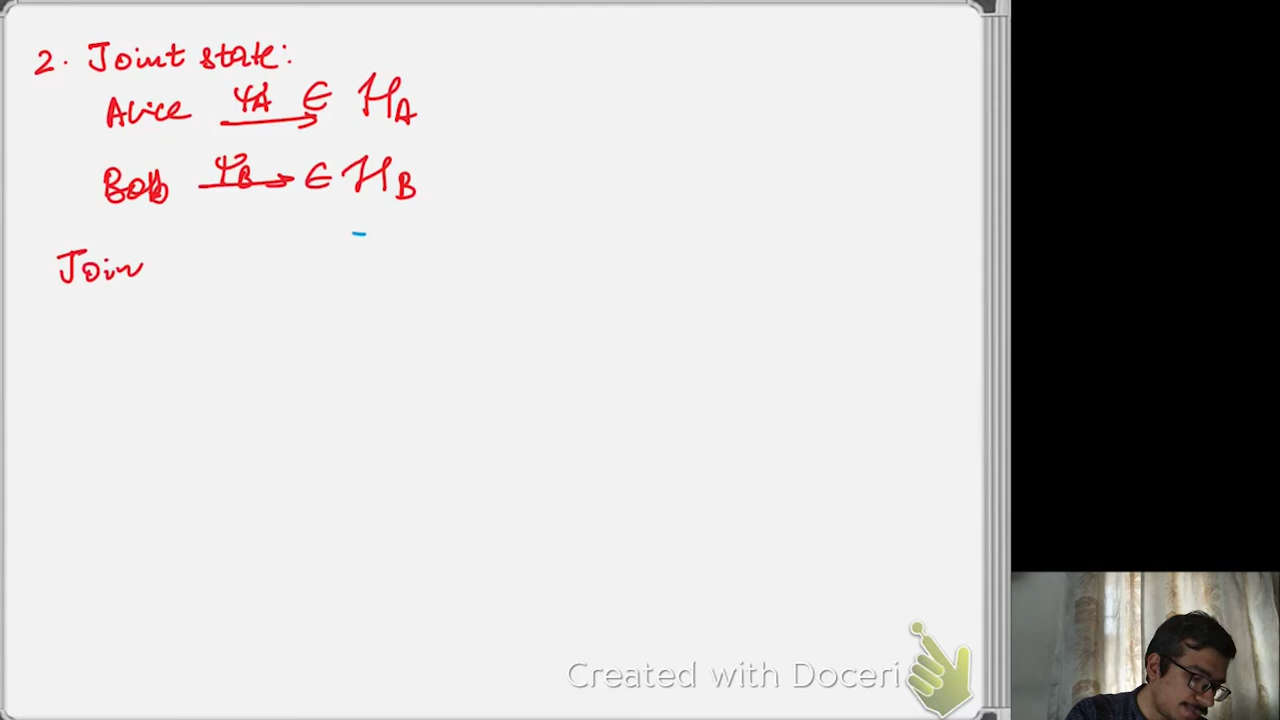 2. Joint state:
Alice ψA ∈ ℋA
Bob ψB ∈ ℋB
Join
Created with Doceri